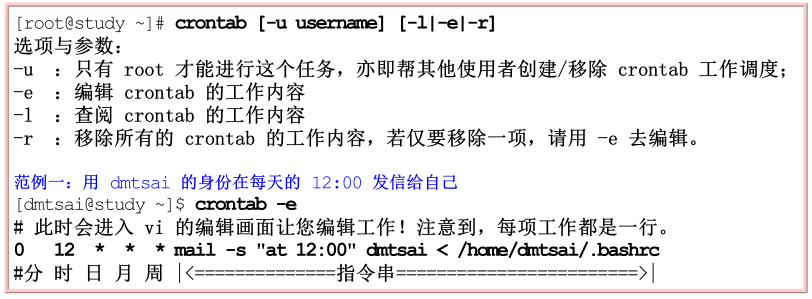 [root@study ~]# crontab [-u username] [-l|-e|-r]
选项与参数：
-u ：只有 root 才能进行这个任务，亦即帮其他使用者创建/移除 crontab 工作调度；
-e ：编辑 crontab 的工作内容
-l ：查阅 crontab 的工作内容
-r ：移除所有的 crontab 的工作内容，若仅要移除一项，请用 -e 去编辑。
范例一：用 dmtsai 的身份在每天的 12:00 发信给自己
[dmtsai@study ~]$ crontab -e
# 此时会进入 vi 的编辑画面让您编辑工作！注意到，每项工作都是一行。
0 12 * * * mail -s "at 12:00" dmtsai < /home/dmtsai/.bashrc
#分 时 日 月 周 |<==============指令串========================>|